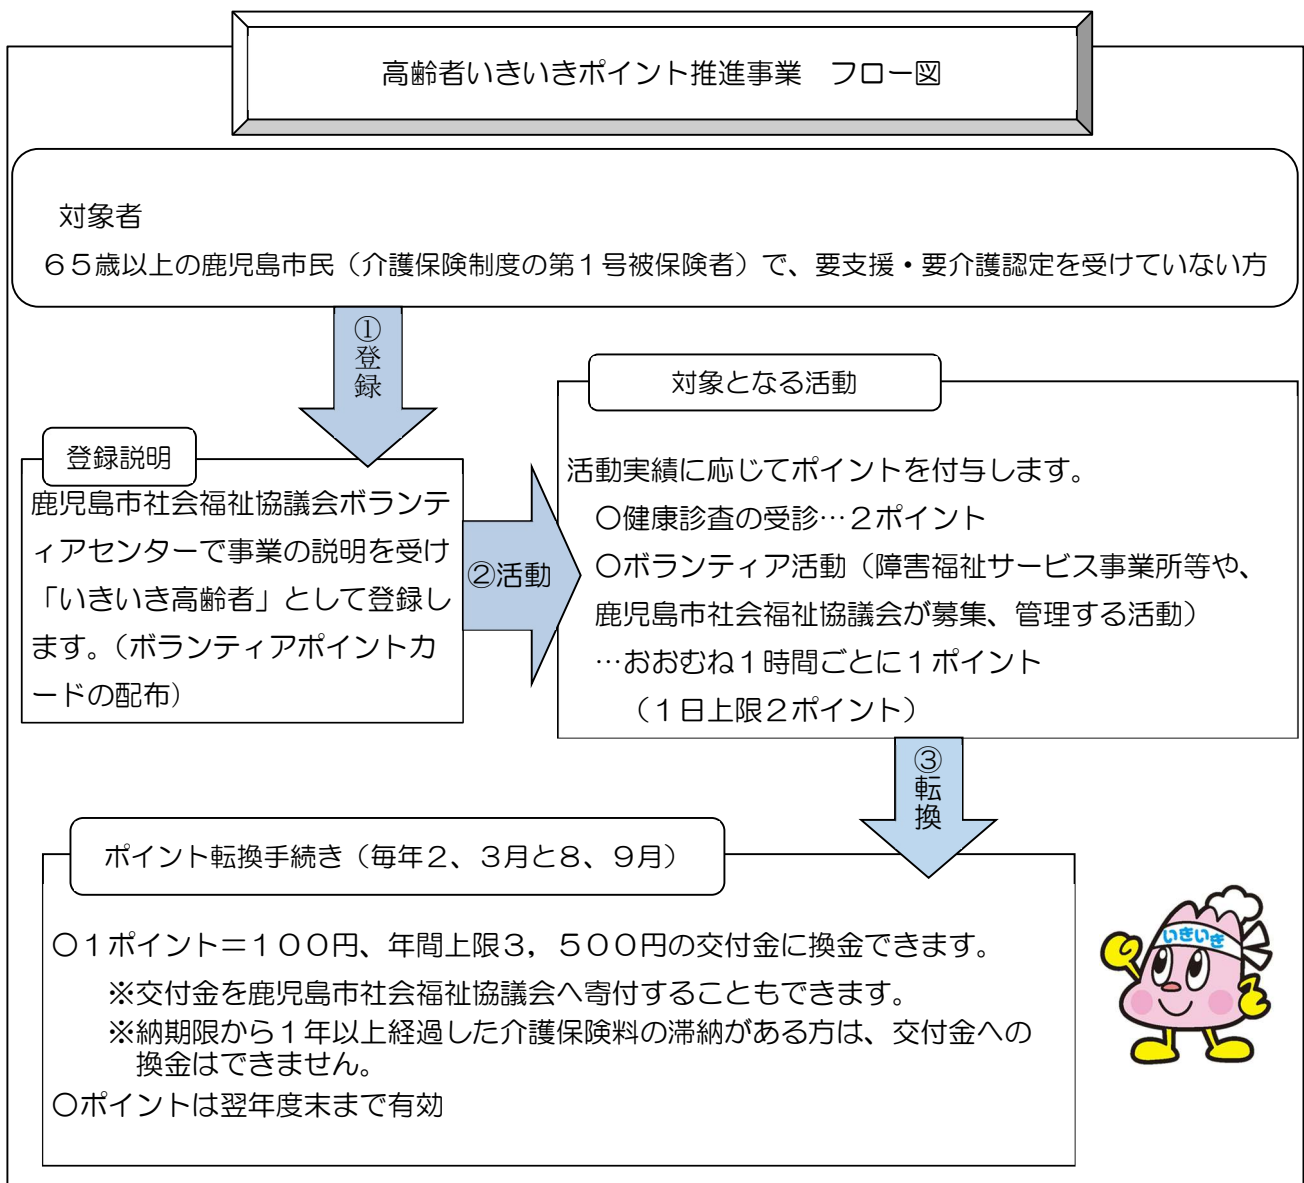 高齢者いきいきポイント推進事業　フロー図
対象者
６５歳以上の鹿児島市民（介護保険制度の第１号被保険者）で、要支援・要介護認定を受けていない方
①登録
登録説明
鹿児島市社会福祉協議会ボランテ
ィアセンターで事業の説明を受け
「いきいき高齢者」として登録し
ます。（ボランティアポイントカ
ードの配布）
②活動
対象となる活動
活動実績に応じてポイントを付与します。
〇健康診査の受診…２ポイント
〇ボランティア活動（障害福祉サービス事業所等や、
鹿児島市社会福祉協議会が募集、管理する活動）
…おおむね１時間ごとに１ポイント
（１日上限２ポイント）
③転換
ポイント転換手続き（毎年２、３月と８、９月）
〇１ポイント＝１００円、年間上限３，５００円の交付金に換金できます。
※交付金を鹿児島市社会福祉協議会へ寄付することもできます。
※納期限から１年以上経過した介護保険料の滞納がある方は、交付金への
換金はできません。
〇ポイントは翌年度末まで有効
いきいき